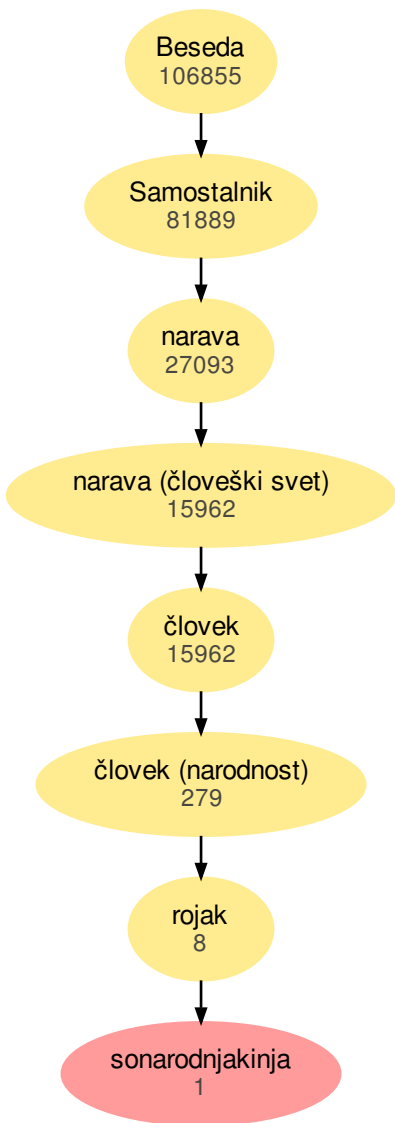 Beseda
106855
Samostalnik
81889
narava
27093
narava (človeški svet)
15962
človek
15962
človek (narodnost)
279
rojak
8
sonarodnjakinja
1